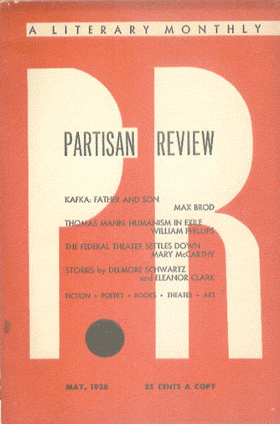 A LITERARY MONTHLY
P.R
PARTISAN REVIEW
KAFKA: FATHER AND SON
MAX BROD
THOMAS MANN: HUMANISM IN EXILE
WILLIAM PHILLIPS
THE FEDERAL THEATER SETTLES DOWN
MARY McCARTHY
STORIES by DELMORE SCHWARTZ
and ELEANOR CLARK
FICTION • POETRY • BOOKS • THEATER • ART
MAY, 1938 25 CENTS A COPY